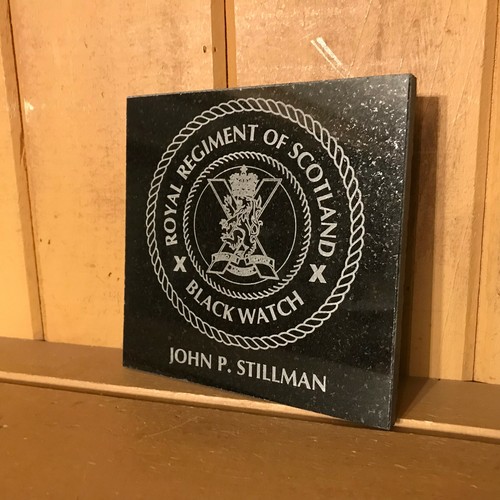 ROYAL REGIMENT OF SCOTLAND
X X
BLACK WATCH
JOHN P. STILLMAN